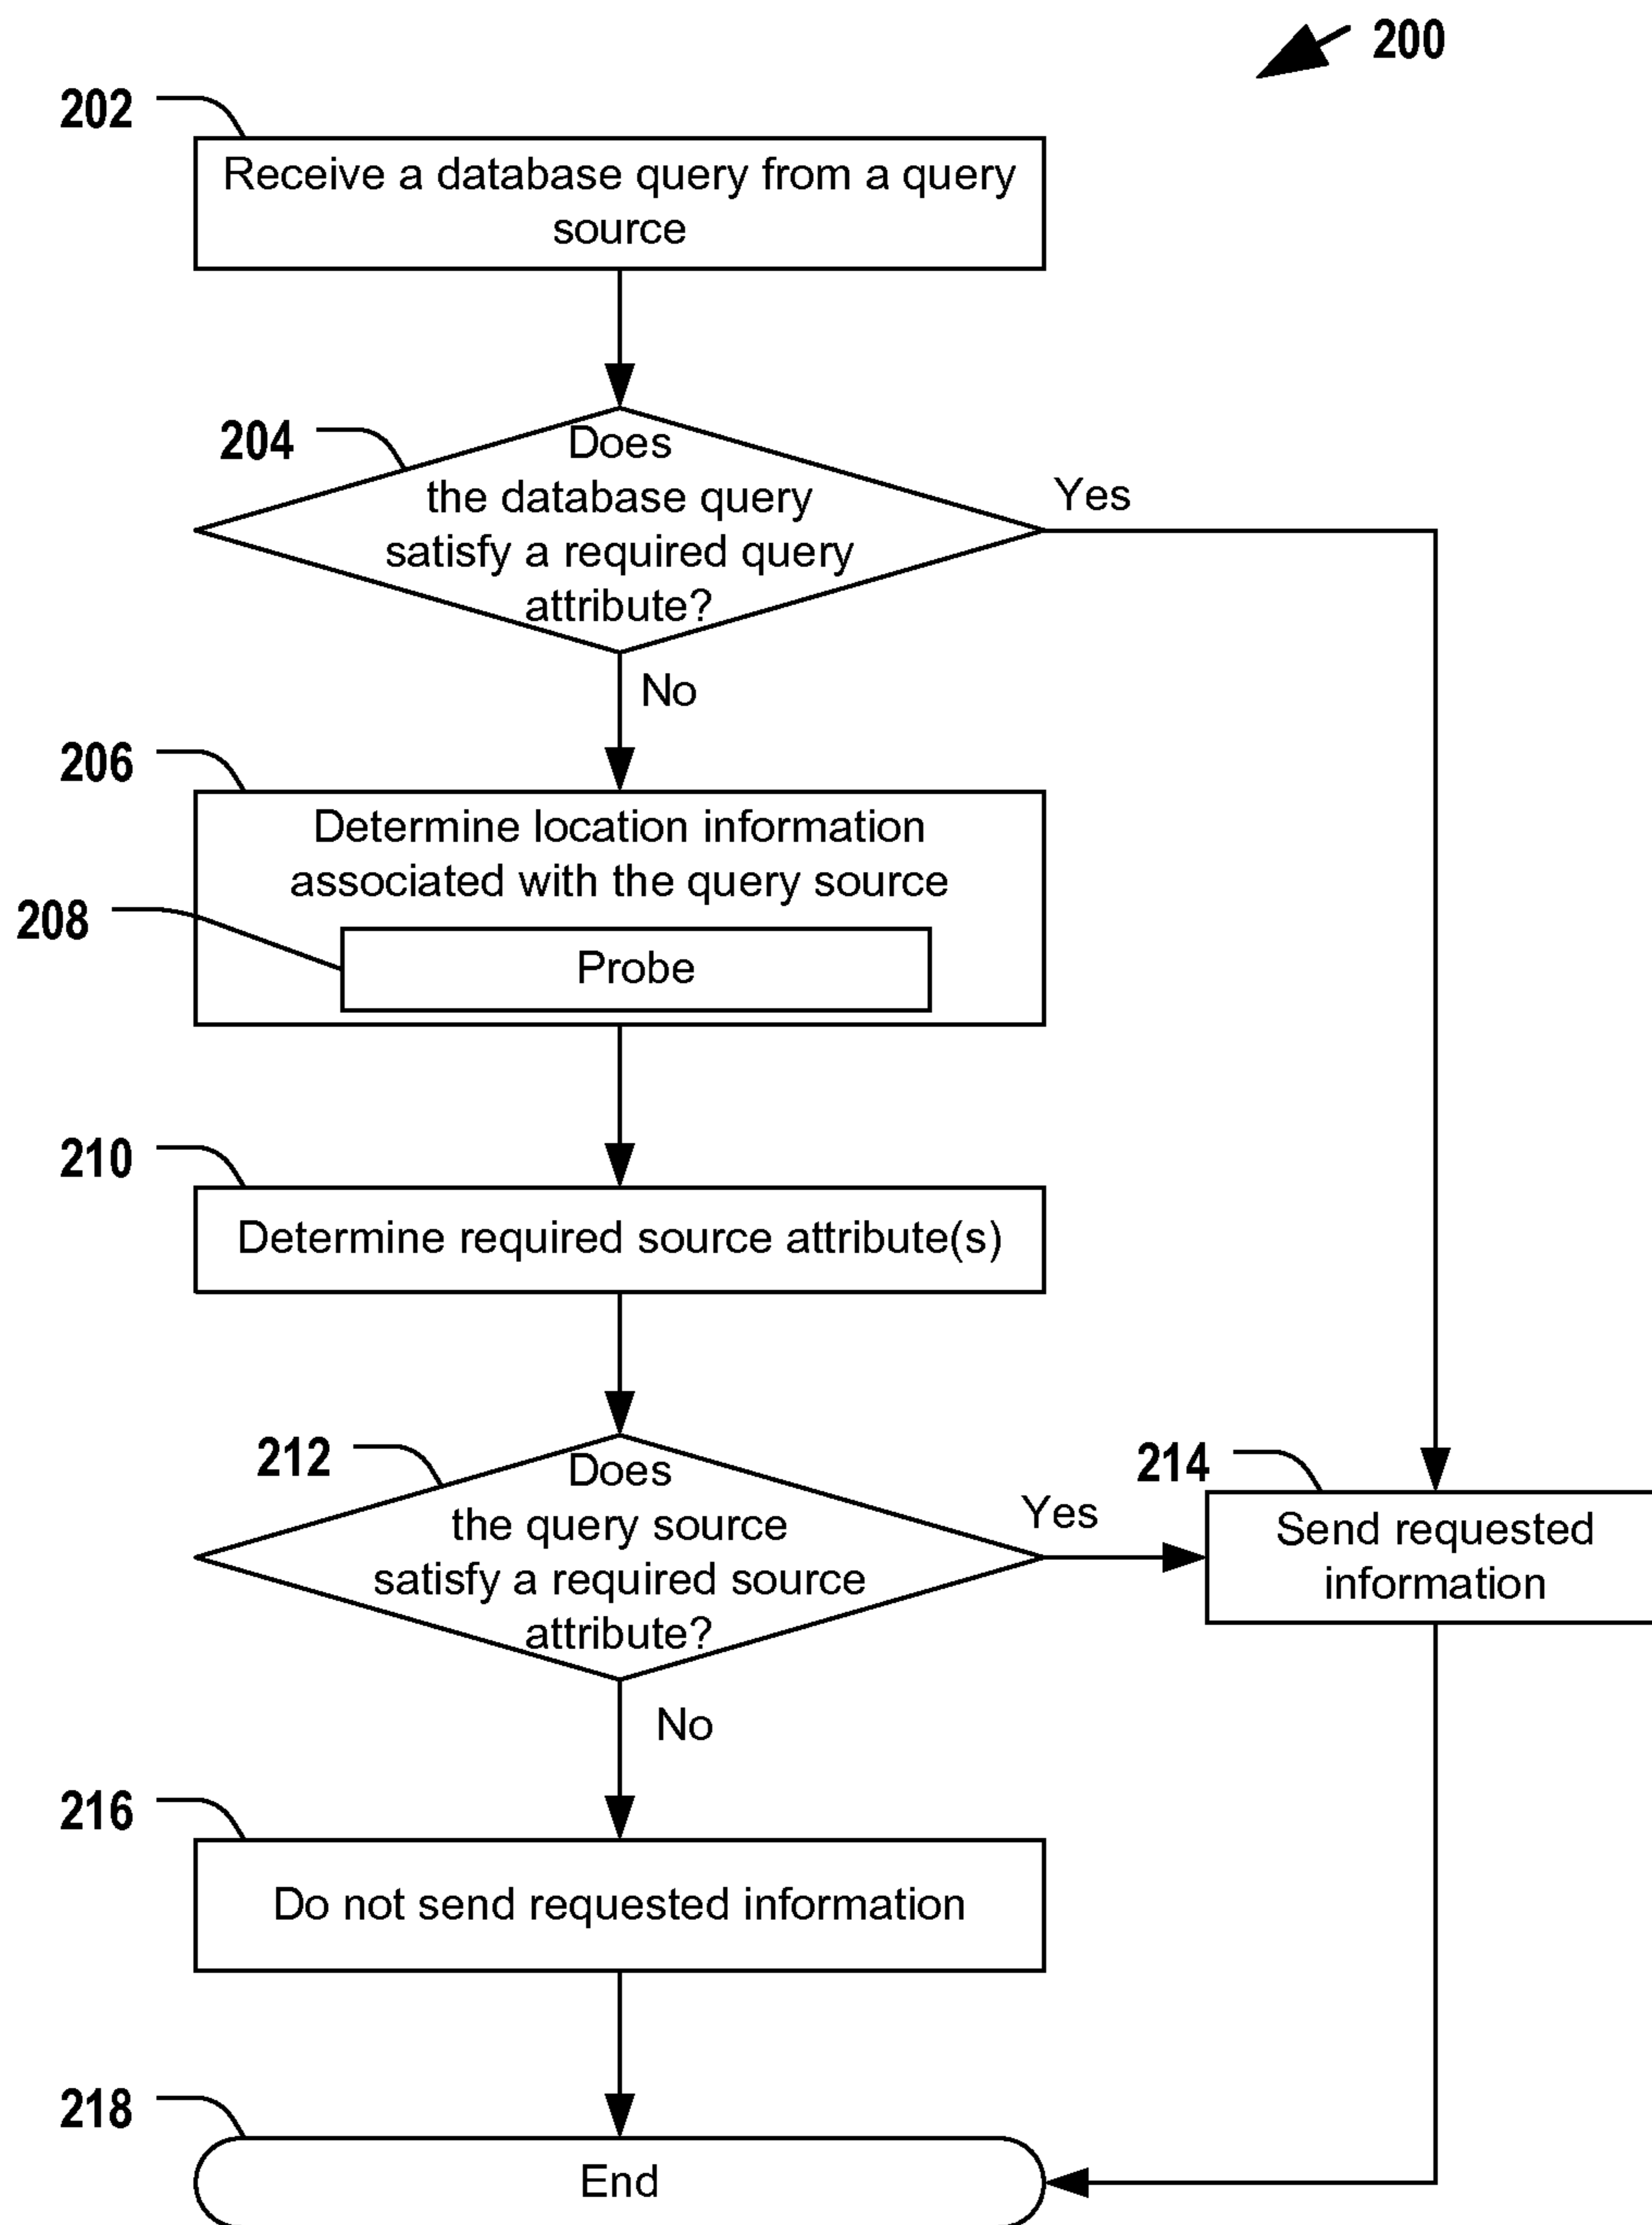 200
202
Receive a database query from a query
source
204
Does
the database query
satisfy a required query
attribute?
Yes
No
206
Determine location information
associated with the query source
208
Probe
210
Determine required source attribute(s)
212
Does
the query source
satisfy a required source
attribute?
Yes
214
Send requested
information
No
216
Do not send requested information
218
End